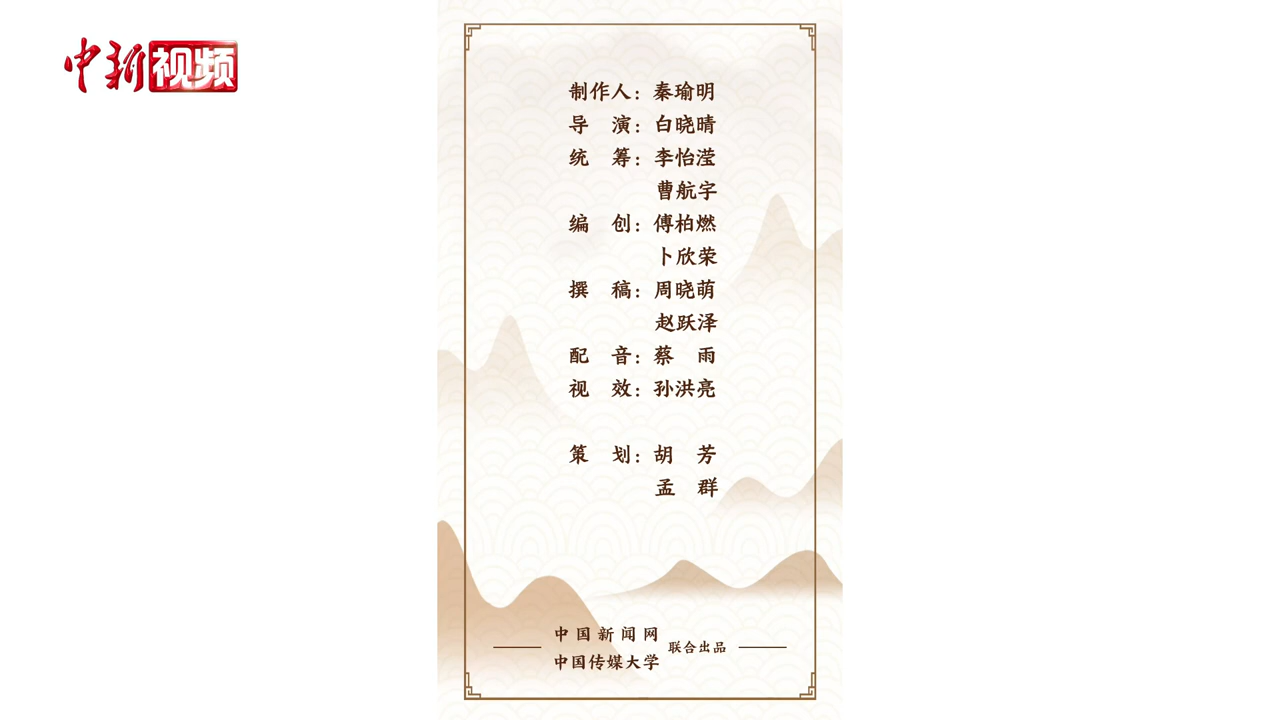 中新视频
制作人：秦瑜明
导　演：白晓晴
统　筹：李怡滢
曹航宇
编　创：傅柏燃
卜欣荣
撰　稿：周晓萌
赵跃泽
配　音：蔡　雨
视　效：孙洪亮
策　划：胡　芳
孟　群
中国新闻网
中国传媒大学
联合出品